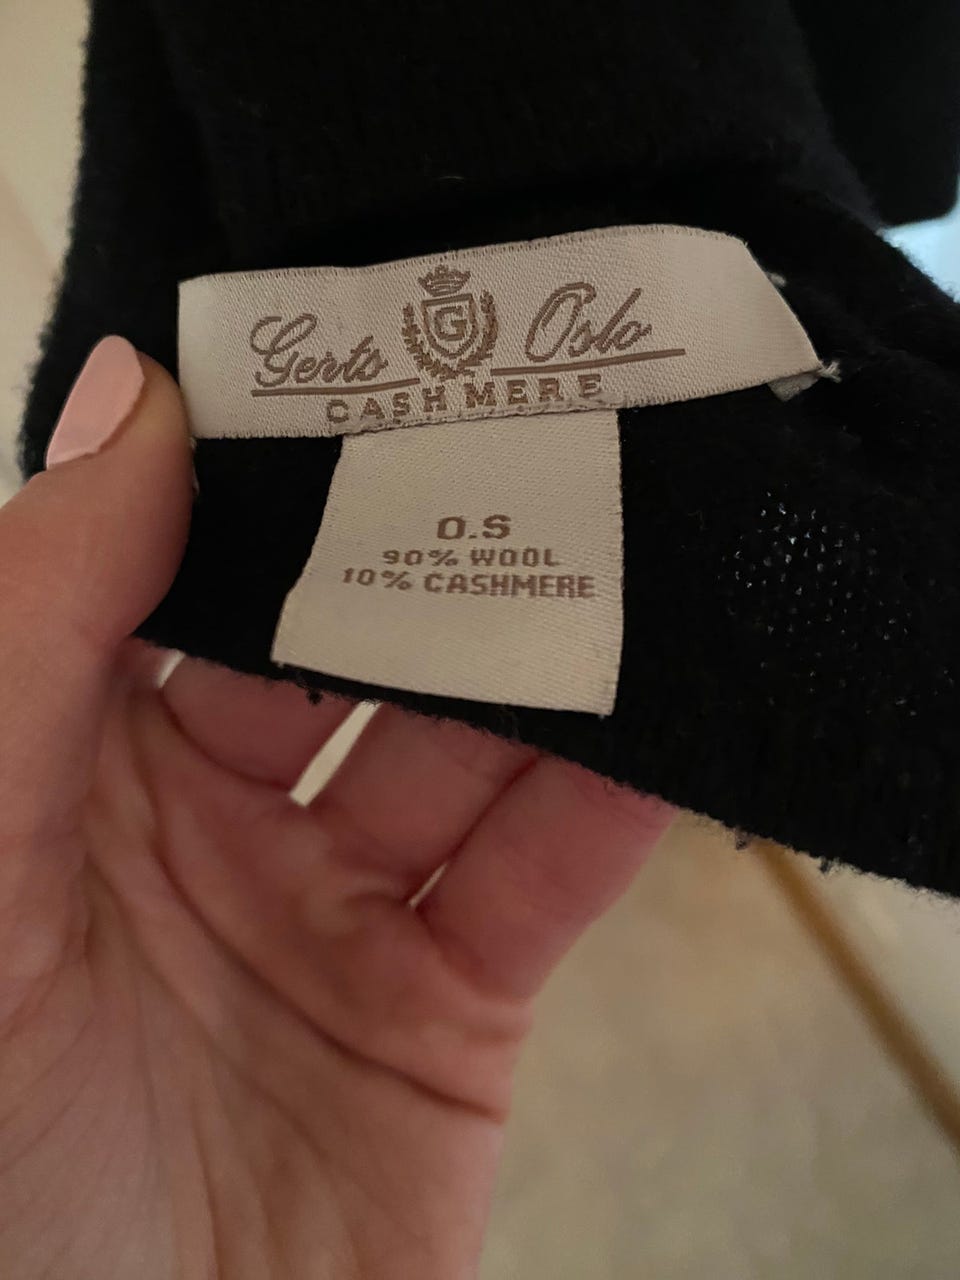 Gerts G Oslo
CASHMERE
O.S
90% WOOL
10% CASHMERE